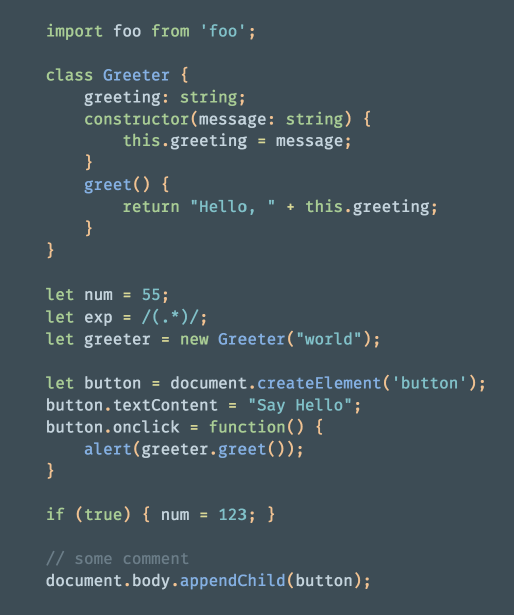 import foo from 'foo';

class Greeter {
    greeting: string;
    constructor(message: string) {
        this.greeting = message;
    }
    greet() {
        return "Hello, " + this.greeting;
    }
}

let num = 55;
let exp = /(.*)/;
let greeter = new Greeter("world");

let button = document.createElement('button');
button.textContent = "Say Hello";
button.onclick = function() {
    alert(greeter.greet());
}

if (true) { num = 123; }

// some comment
document.body.appendChild(button);